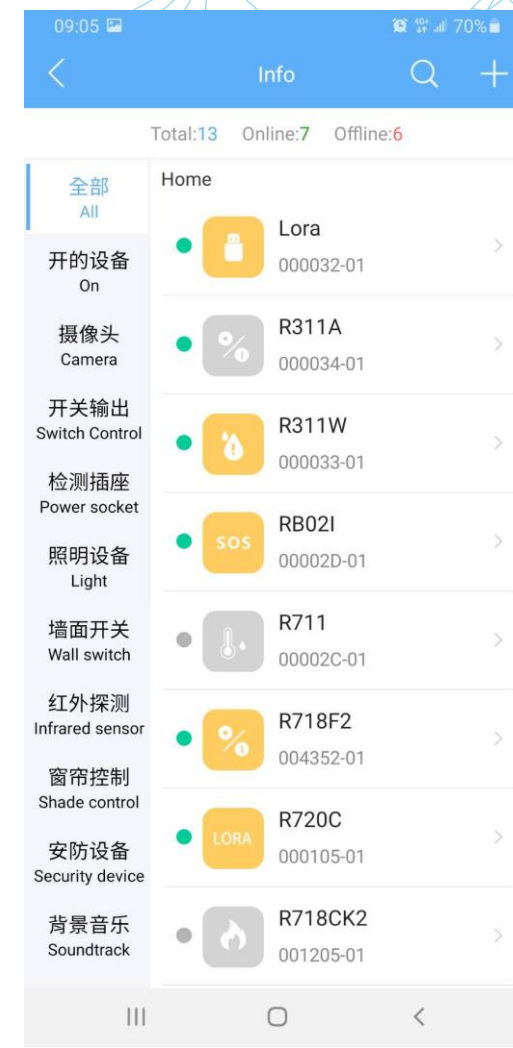 09:05
4G+ 70%
Info
Total:13 Online:7 Offline:6
全部
All
开的设备
On
摄像头
Camera
开关输出
Switch Control
检测插座
Power socket
照明设备
Light
墙面开关
Wall switch
红外探测
Infrared sensor
窗帘控制
Shade control
安防设备
Security device
背景音乐
Soundtrack
Home
Lora
000032-01
R311A
000034-01
R311W
000033-01
SOS
RB02I
00002D-01
R711
00002C-01
R718F2
004352-01
LORA
R720C
000105-01
R718CK2
001205-01